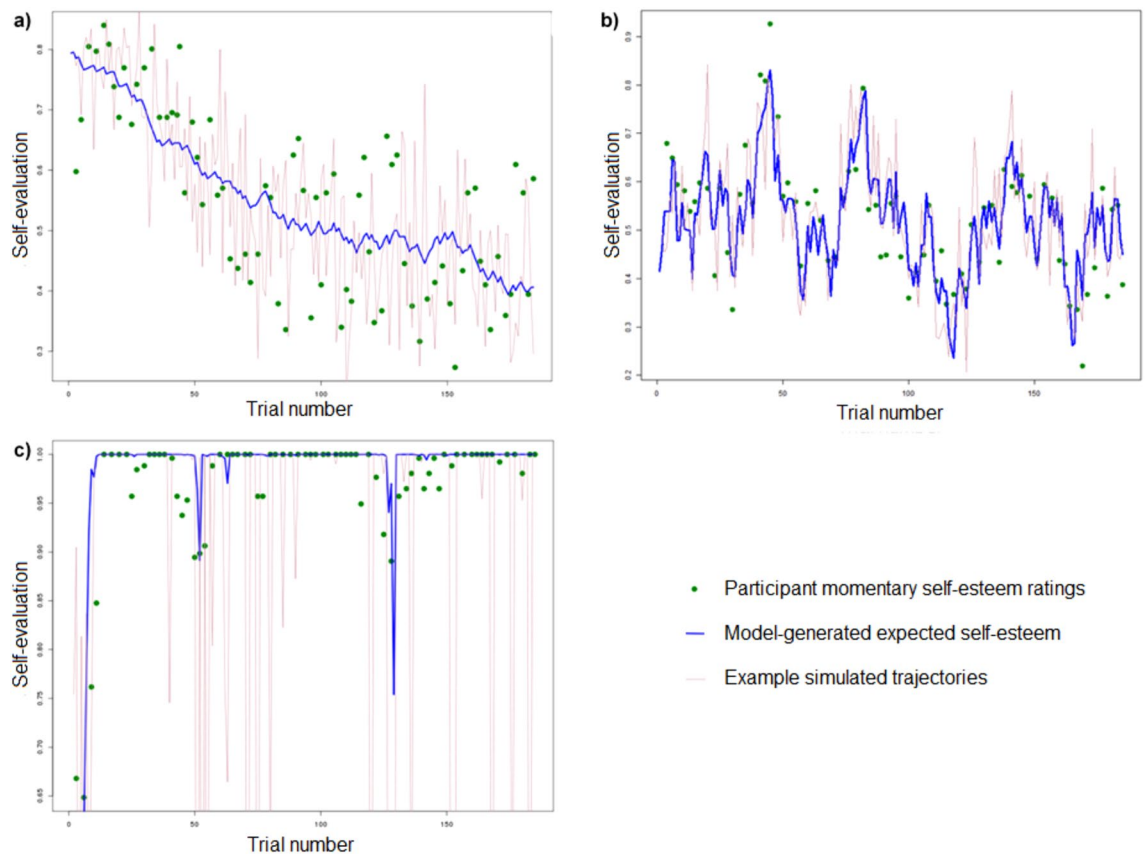 a)
0.8
0.7
0.6
0.5
0.4
0.3
Self-evaluation
0
50
100
150
Trial number
b)
0.9
0.8
0.7
0.6
0.5
0.4
0.3
0.2
Self-evaluation
0
50
100
150
Trial number
c)
1.00
0.95
0.90
0.85
0.80
0.75
0.70
0.65
Self-evaluation
0
50
100
150
Trial number
Participant momentary self-esteem ratings
Model-generated expected self-esteem
Example simulated trajectories